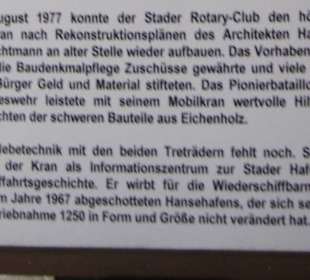 ugust 1977 konnte der Stader Rotary-Club den hö
ran nach Rekonstruktionsplänen des Architekten Ha
chtmann an alter Stelle wieder aufbauen. Das Vorhaben
die Baudenkmalpflege Zuschüsse gewährte und viele
Bürger Geld und Material stifteten. Das Pionierbataillo
deswehr leistete mit seinem Mobilkran wertvolle Hil
chten der schweren Bauteile aus Eichenholz.
Hebetechnik mit den beiden Treträdern fehlt noch. S
der Kran als Informationszentrum zur Stader Haf
ffahrtsgeschichte. Er wirbt für die Wiederschiffbarm
m Jahre 1967 abgeschotteten Hansehafens, der sich se
riebnahme 1250 in Form und Größe nicht verändert hat.